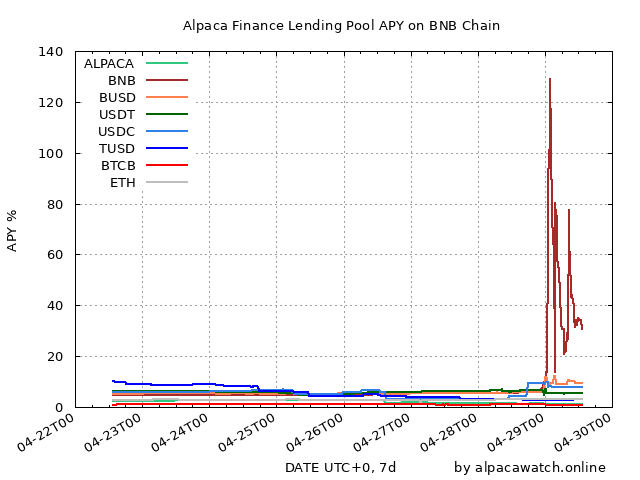 Alpaca Finance Lending Pool APY on BNB Chain
APY %
140
120
100
80
60
40
20
0
ALPACA
BNB
BUSD
USDT
USDC
TUSD
BTCB
ETH
04-22T00
04-23T00
04-24T00
04-25T00
04-26T00
04-27T00
04-28T00
04-29T00
04-30T00
DATE UTC+0, 7d
by alpacawatch.online